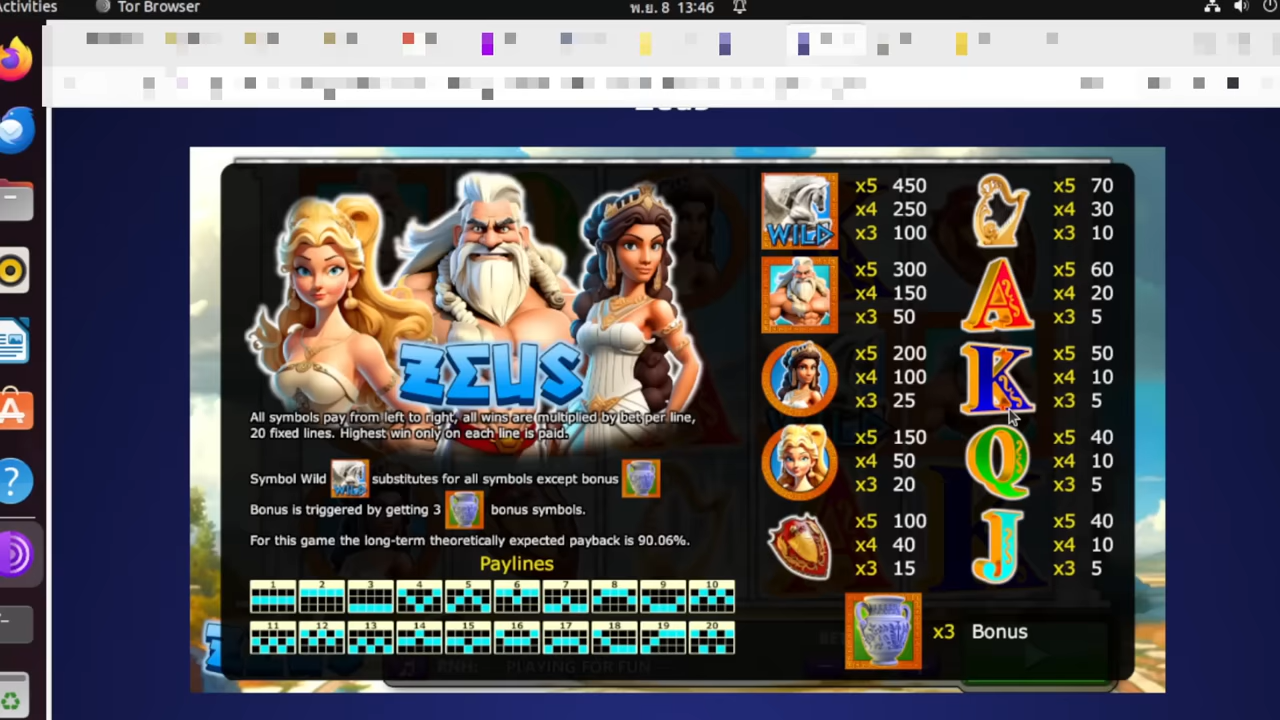 Activities
Tor Browser
พ.ย. 8 13:46
ZEUS
All symbols pay from left to right, all wins are multiplied by bet per line,
20 fixed lines. Highest win only on each line is paid.
Symbol Wild WILD substitutes for all symbols except bonus
Bonus is triggered by getting 3 bonus symbols.
For this game the long-term theoretically expected payback is 90.06%.
Paylines
1 2 3 4 5 6 7 8 9 10
11 12 13 14 15 16 17 18 19 20
WILD
x5 450
x4 250
x3 100
x5 300
x4 150
x3 50
x5 200
x4 100
x3 25
x5 150
x4 50
x3 20
x5 100
x4 40
x3 15
x5 70
x4 30
x3 10
A
x5 60
x4 20
x3 5
K
x5 50
x4 10
x3 5
Q
x5 40
x4 10
x3 5
J
x5 40
x4 10
x3 5
x3 Bonus
PLAYING FOR FUN